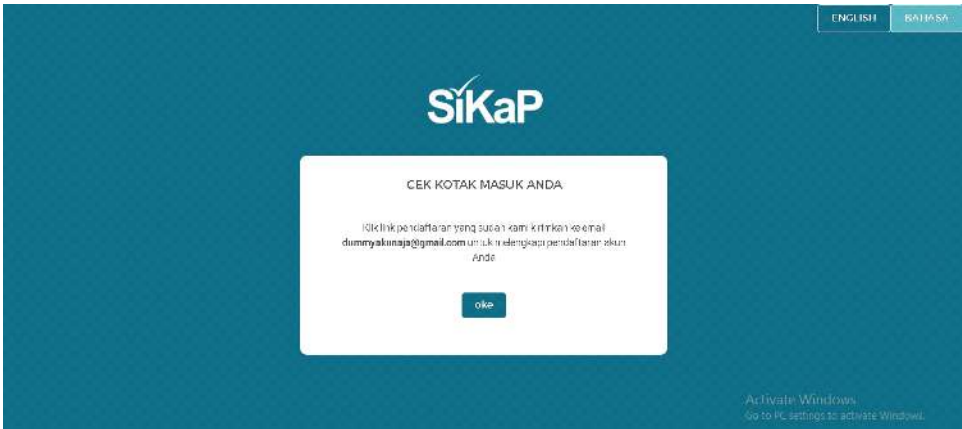 ENGLISH BAHASA
SiKaP
CEK KOTAK MASUK ANDA
Klik link pendaftaran yang sudah kami kirimkan ke email
dummyakunaja@gmail.com untuk melengkapi pendaftaran akun
Anda
oke
Activate Windows
Go to PC settings to activate Windows.